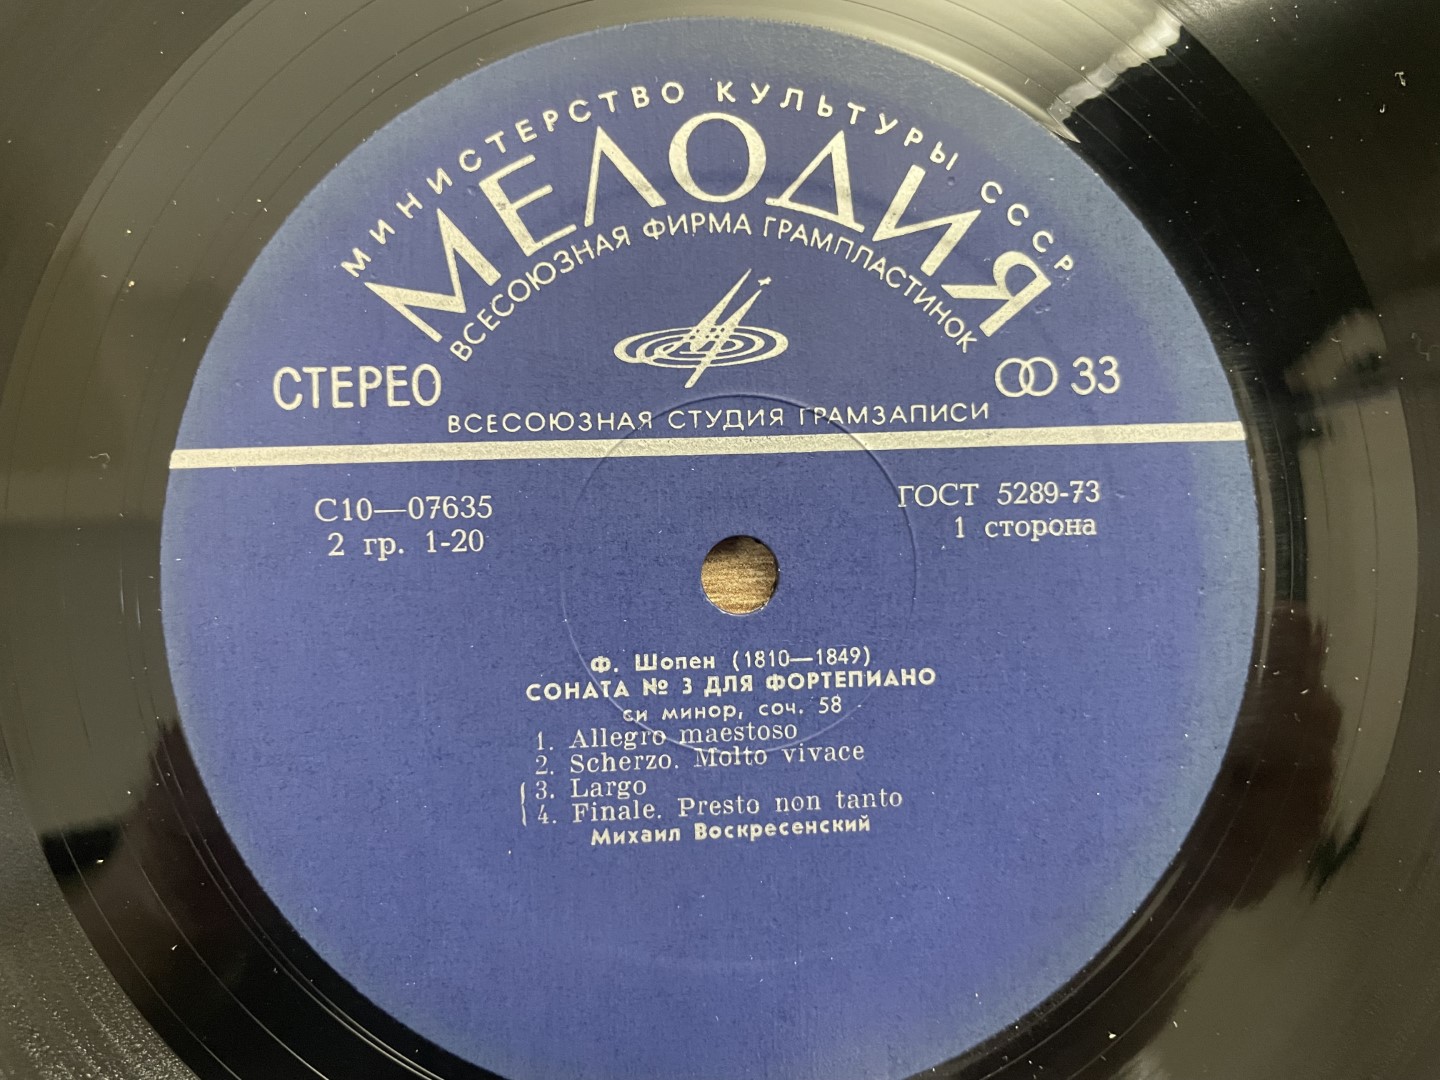 МИНИСТЕРСТВО КУЛЬТУРЫ СССР
МЕЛОДИЯ
ВСЕСОЮЗНАЯ ФИРМА ГРАМПЛАСТИНОК
СТЕРЕО
33
ВСЕСОЮЗНАЯ СТУДИЯ ГРАМЗАПИСИ
С10—07635
ГОСТ 5289-73
2 гр. 1-20
1 сторона
Ф. Шопен (1810—1849)
СОНАТА № 3 ДЛЯ ФОРТЕПИАНО
си минор, соч. 58
1. Allegro maestoso
2. Scherzo. Molto vivace
3. Largo
4. Finale. Presto non tanto
Михаил Воскресенский